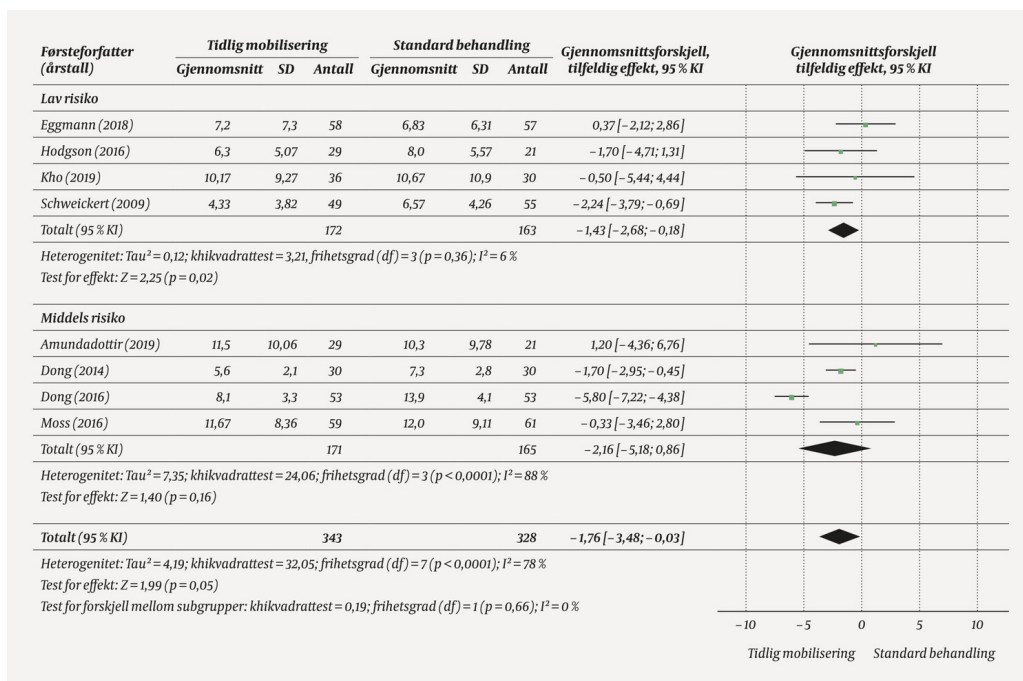 Førsteforfatter (årstall) Tidlig mobilisering Standard behandling Gjennomsnittsforskjell, tilfeldig effekt, 95 % KI Gjennomsnittsforskjell tilfeldig effekt, 95 % KI
Gjennomsnitt SD Antall Gjennomsnitt SD Antall
Lav risiko
Eggmann (2018) 7,2 7,3 58 6,83 6,31 57 0,37 [−2,12; 2,86]
Hodgson (2016) 6,3 5,07 29 8,0 5,57 21 −1,70 [−4,71; 1,31]
Kho (2019) 10,17 9,27 36 10,67 10,9 30 −0,50 [−5,44; 4,44]
Schweickert (2009) 4,33 3,82 49 6,57 4,26 55 −2,24 [−3,79; −0,69]
Totalt (95 % KI) 172 163 −1,43 [−2,68; −0,18]
Heterogenitet: Tau² = 0,12; khikvadrattest = 3,21, frihetsgrad (df) = 3 (p = 0,36); I² = 6 %
Test for effekt: Z = 2,25 (p = 0,02)
Middels risiko
Amundadottir (2019) 11,5 10,06 29 10,3 9,78 21 1,20 [−4,36; 6,76]
Dong (2014) 5,6 2,1 30 7,3 2,8 30 −1,70 [−2,95; −0,45]
Dong (2016) 8,1 3,3 53 13,9 4,1 53 −5,80 [−7,22; −4,38]
Moss (2016) 11,67 8,36 59 12,0 9,11 61 −0,33 [−3,46; 2,80]
Totalt (95 % KI) 171 165 −2,16 [−5,18; 0,86]
Heterogenitet: Tau² = 7,35; khikvadrattest = 24,06; frihetsgrad (df) = 3 (p < 0,0001); I² = 88 %
Test for effekt: Z = 1,40 (p = 0,16)
Totalt (95 % KI) 343 328 −1,76 [−3,48; −0,03]
Heterogenitet: Tau² = 4,19; khikvadrattest = 32,05; frihetsgrad (df) = 7 (p < 0,0001); I² = 78 %
Test for effekt: Z = 1,99 (p = 0,05)
Test for forskjell mellom subgrupper: khikvadrattest = 0,19; frihetsgrad (df) = 1 (p = 0,66); I² = 0 %
−10 −5 0 5 10
Tidlig mobilisering Standard behandling